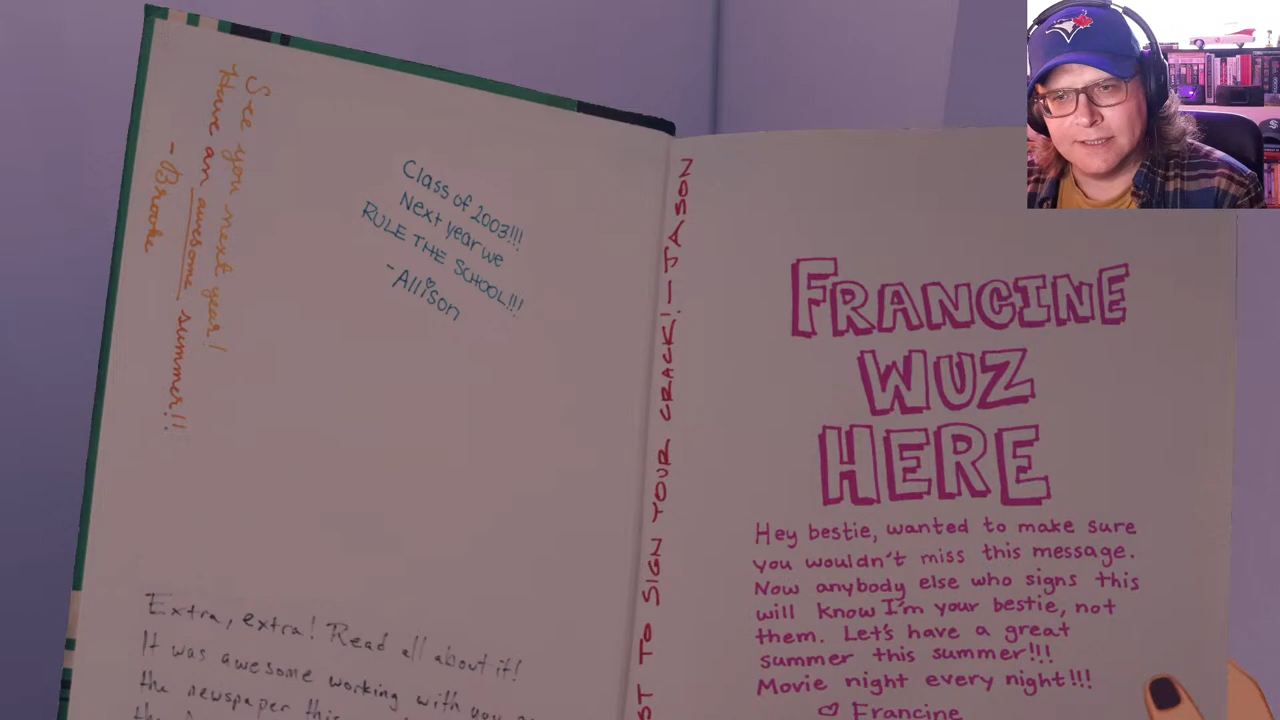 See you next year!
Have an awesome summer!!
- Brooke
Class of 2003!!!
Next year we
RULE THE SCHOOL!!!
- Allison
Extra, extra! Read all about it!
It was awesome working with you
the newspaper this
ST TO SIGN YOUR CRACK! - JASON
FRANCINE
WUZ
HERE
Hey bestie, wanted to make sure
you wouldn't miss this message.
Now anybody else who signs this
will know I'm your bestie, not
them. Let's have a great
summer this summer!!!
Movie night every night!!!
♡ Francine